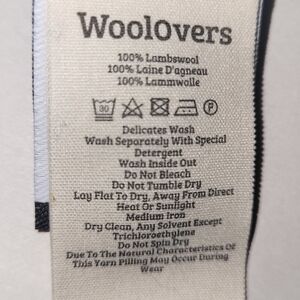 WoolOvers
100% Lambswool
100% Laine D'agneau
100% Lammwolle
30 P
Delicates Wash
Wash Separately With Special
Detergent
Wash Inside Out
Do Not Bleach
Do Not Tumble Dry
Lay Flat To Dry, Away From Direct
Heat Or Sunlight
Medium Iron
Dry Clean, Any Solvent Except
Trichloroethylene
Do Not Spin Dry
Due To The Natural Characteristics Of
This Yarn Pilling May Occur During
Wear